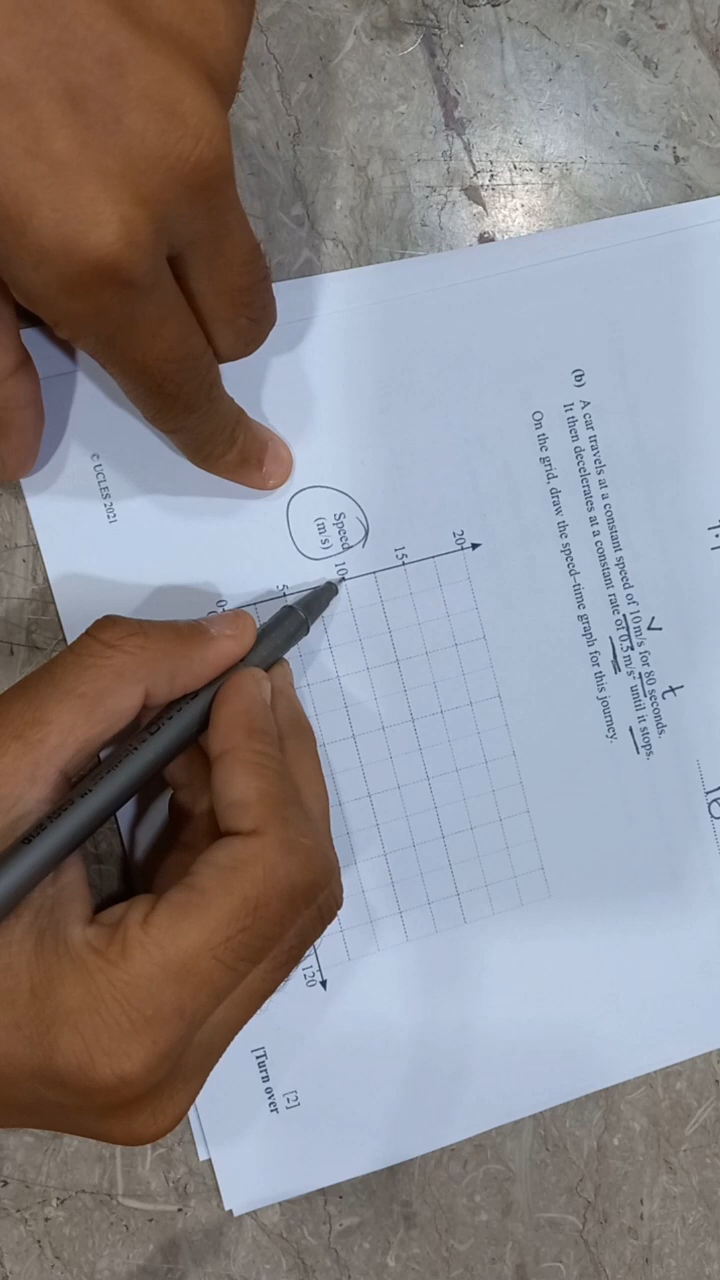 (b) A car travels at a constant speed of 10 m/s for 80 seconds.
It then decelerates at a constant rate of 0.5 m/s² until it stops.
On the grid, draw the speed–time graph for this journey.
v
t
20
15
Speed
(m/s)
10
5
0
120
[2]
© UCLES 2021
[Turn over